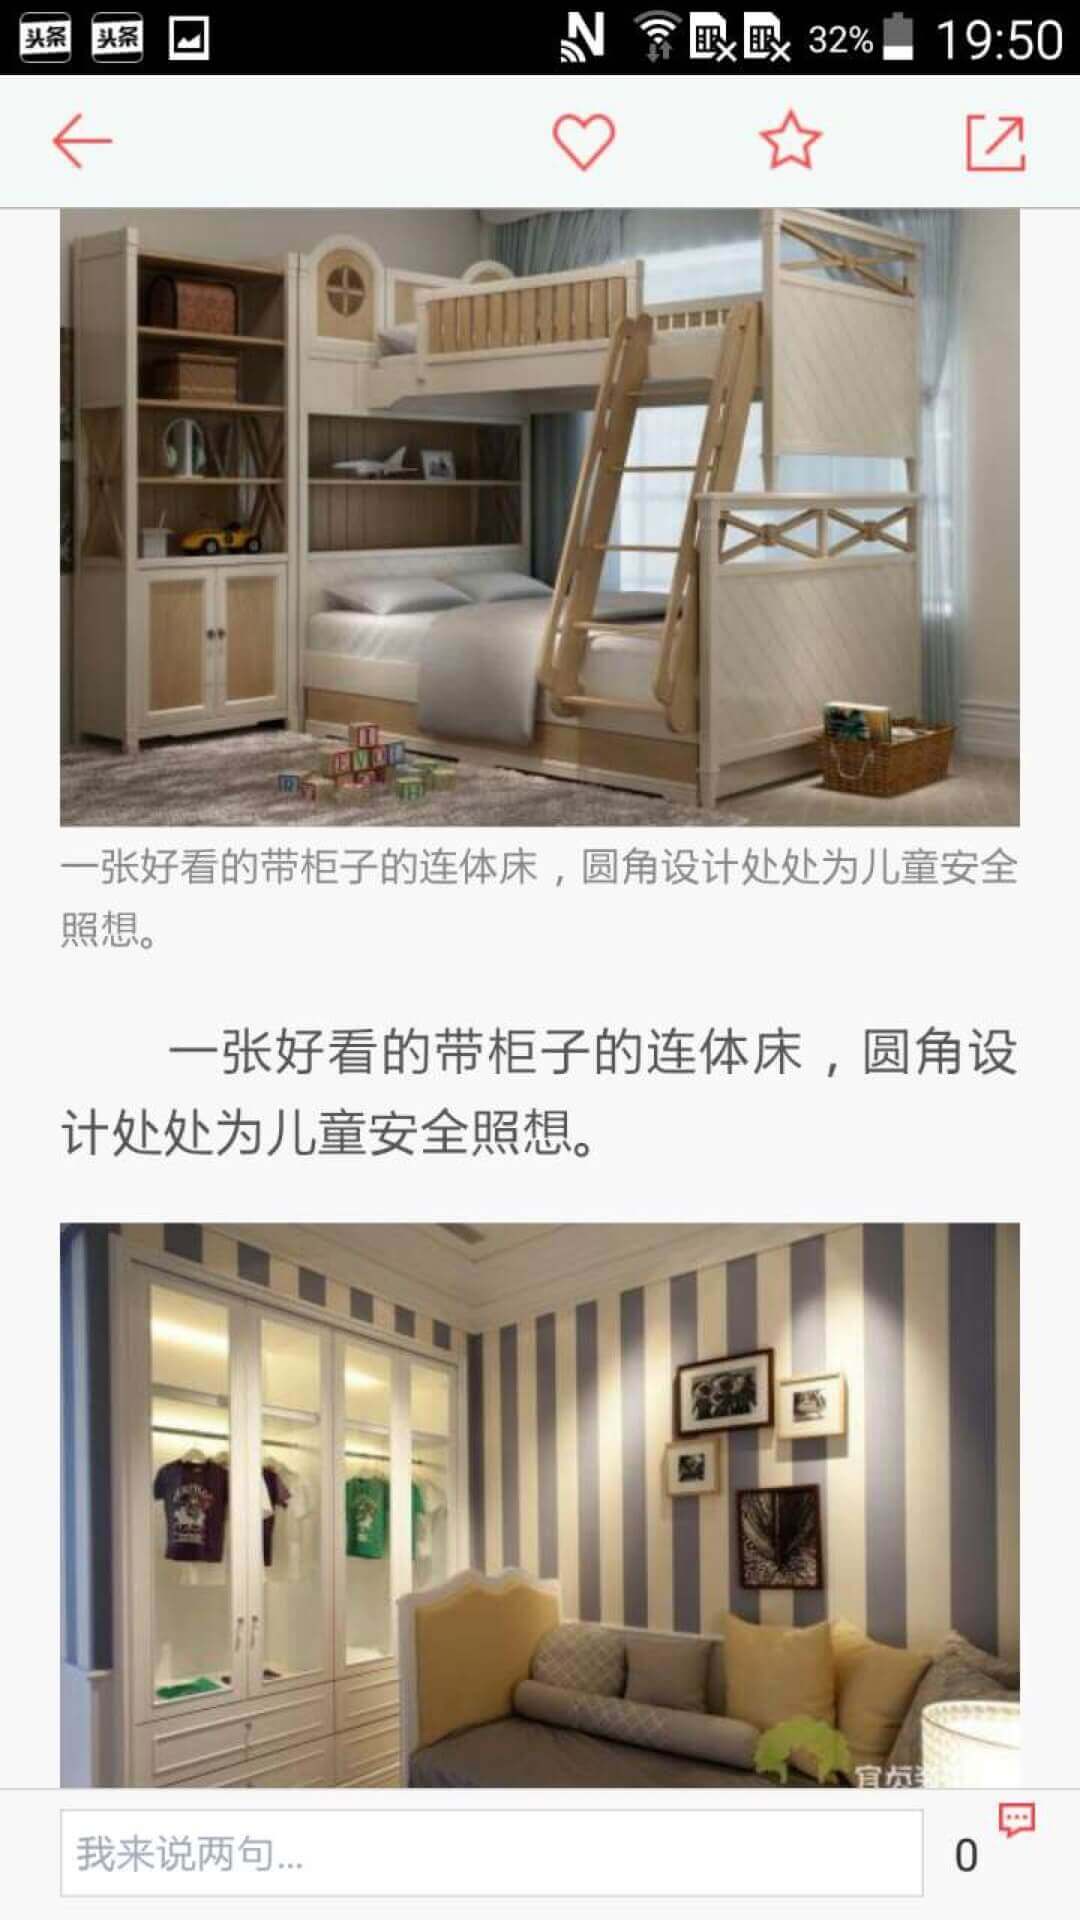 头条 头条 32% 19:50
一张好看的带柜子的连体床，圆角设计处处为儿童安全
照想。
一张好看的带柜子的连体床，圆角设
计处处为儿童安全照想。
我来说两句...
0